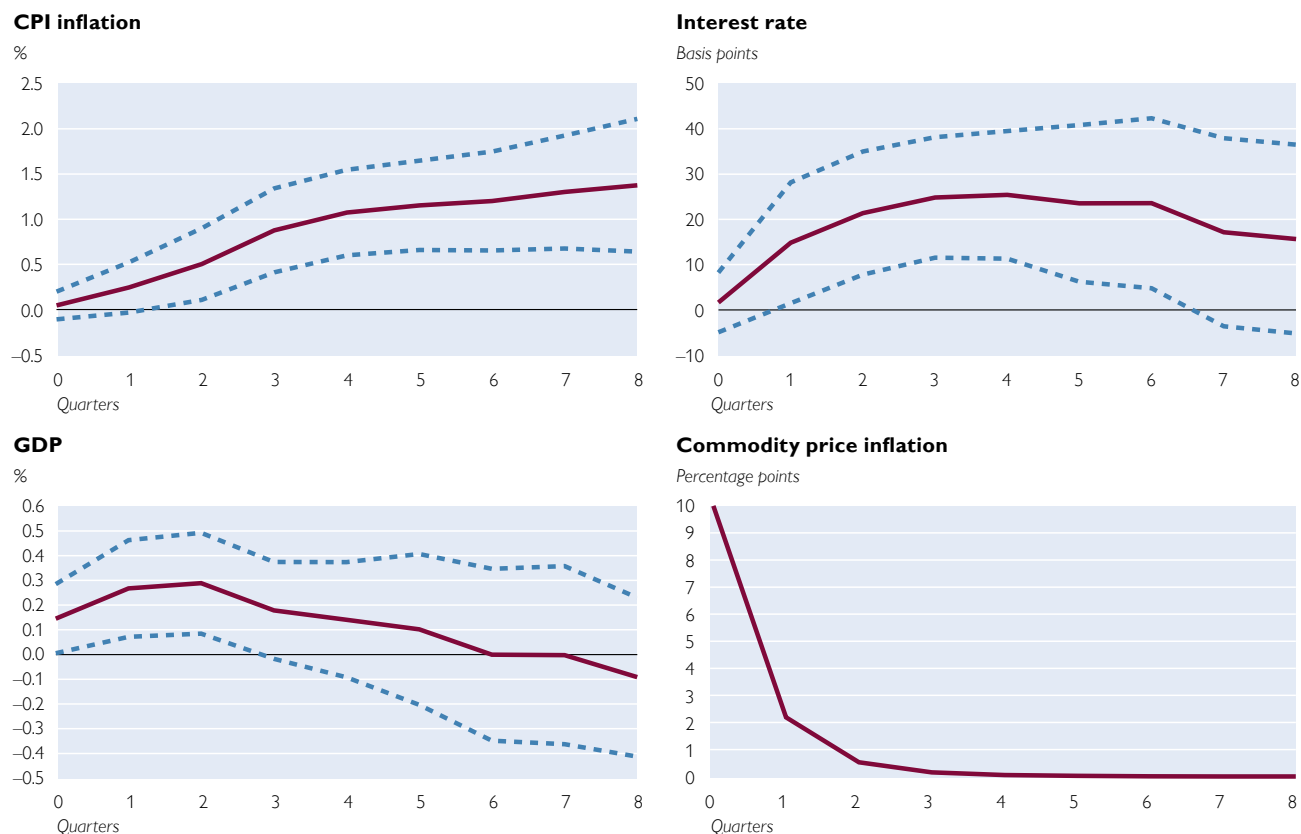 CPI inflation
%
2.5
2.0
1.5
1.0
0.5
0.0
–0.5
0 1 2 3 4 5 6 7 8
Quarters
Interest rate
Basis points
50
40
30
20
10
0
–10
0 1 2 3 4 5 6 7 8
Quarters
GDP
%
0.6
0.5
0.4
0.3
0.2
0.1
0.0
–0.1
–0.2
–0.3
–0.4
–0.5
0 1 2 3 4 5 6 7 8
Quarters
Commodity price inflation
Percentage points
10
9
8
7
6
5
4
3
2
1
0
0 1 2 3 4 5 6 7 8
Quarters